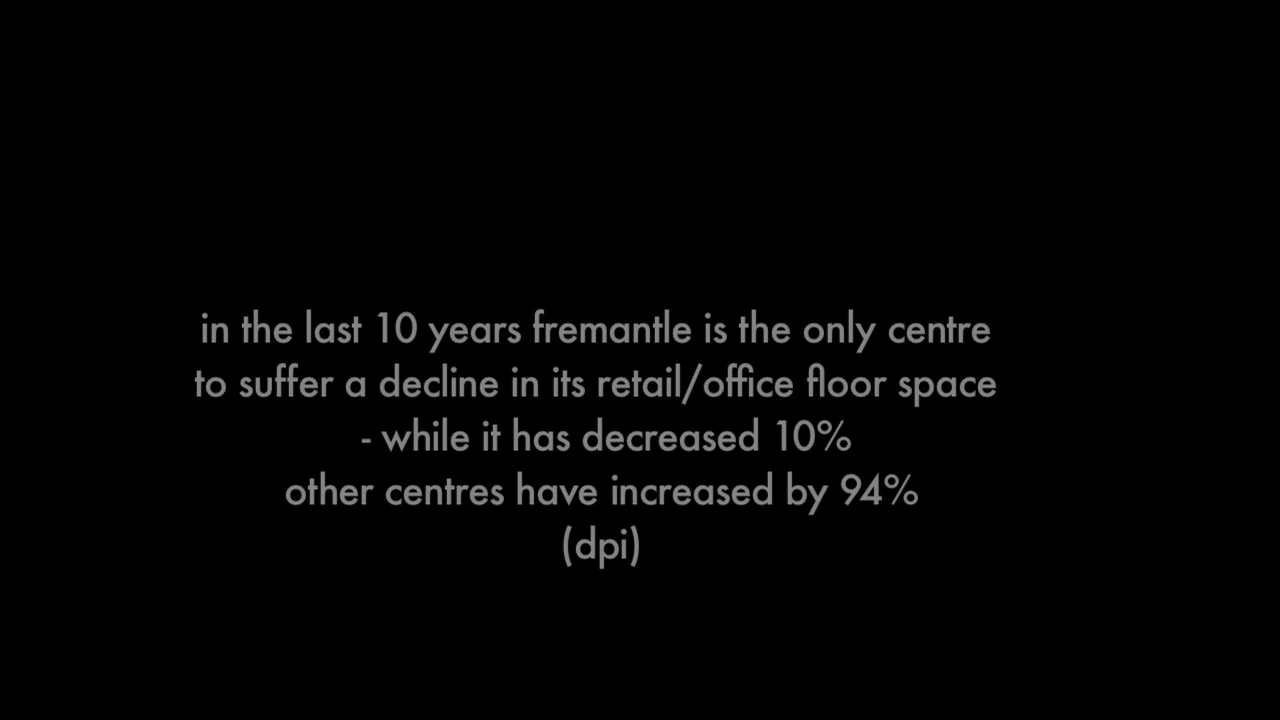 in the last 10 years fremantle is the only centre
to suffer a decline in its retail/office floor space
- while it has decreased 10%
other centres have increased by 94%
(dpi)